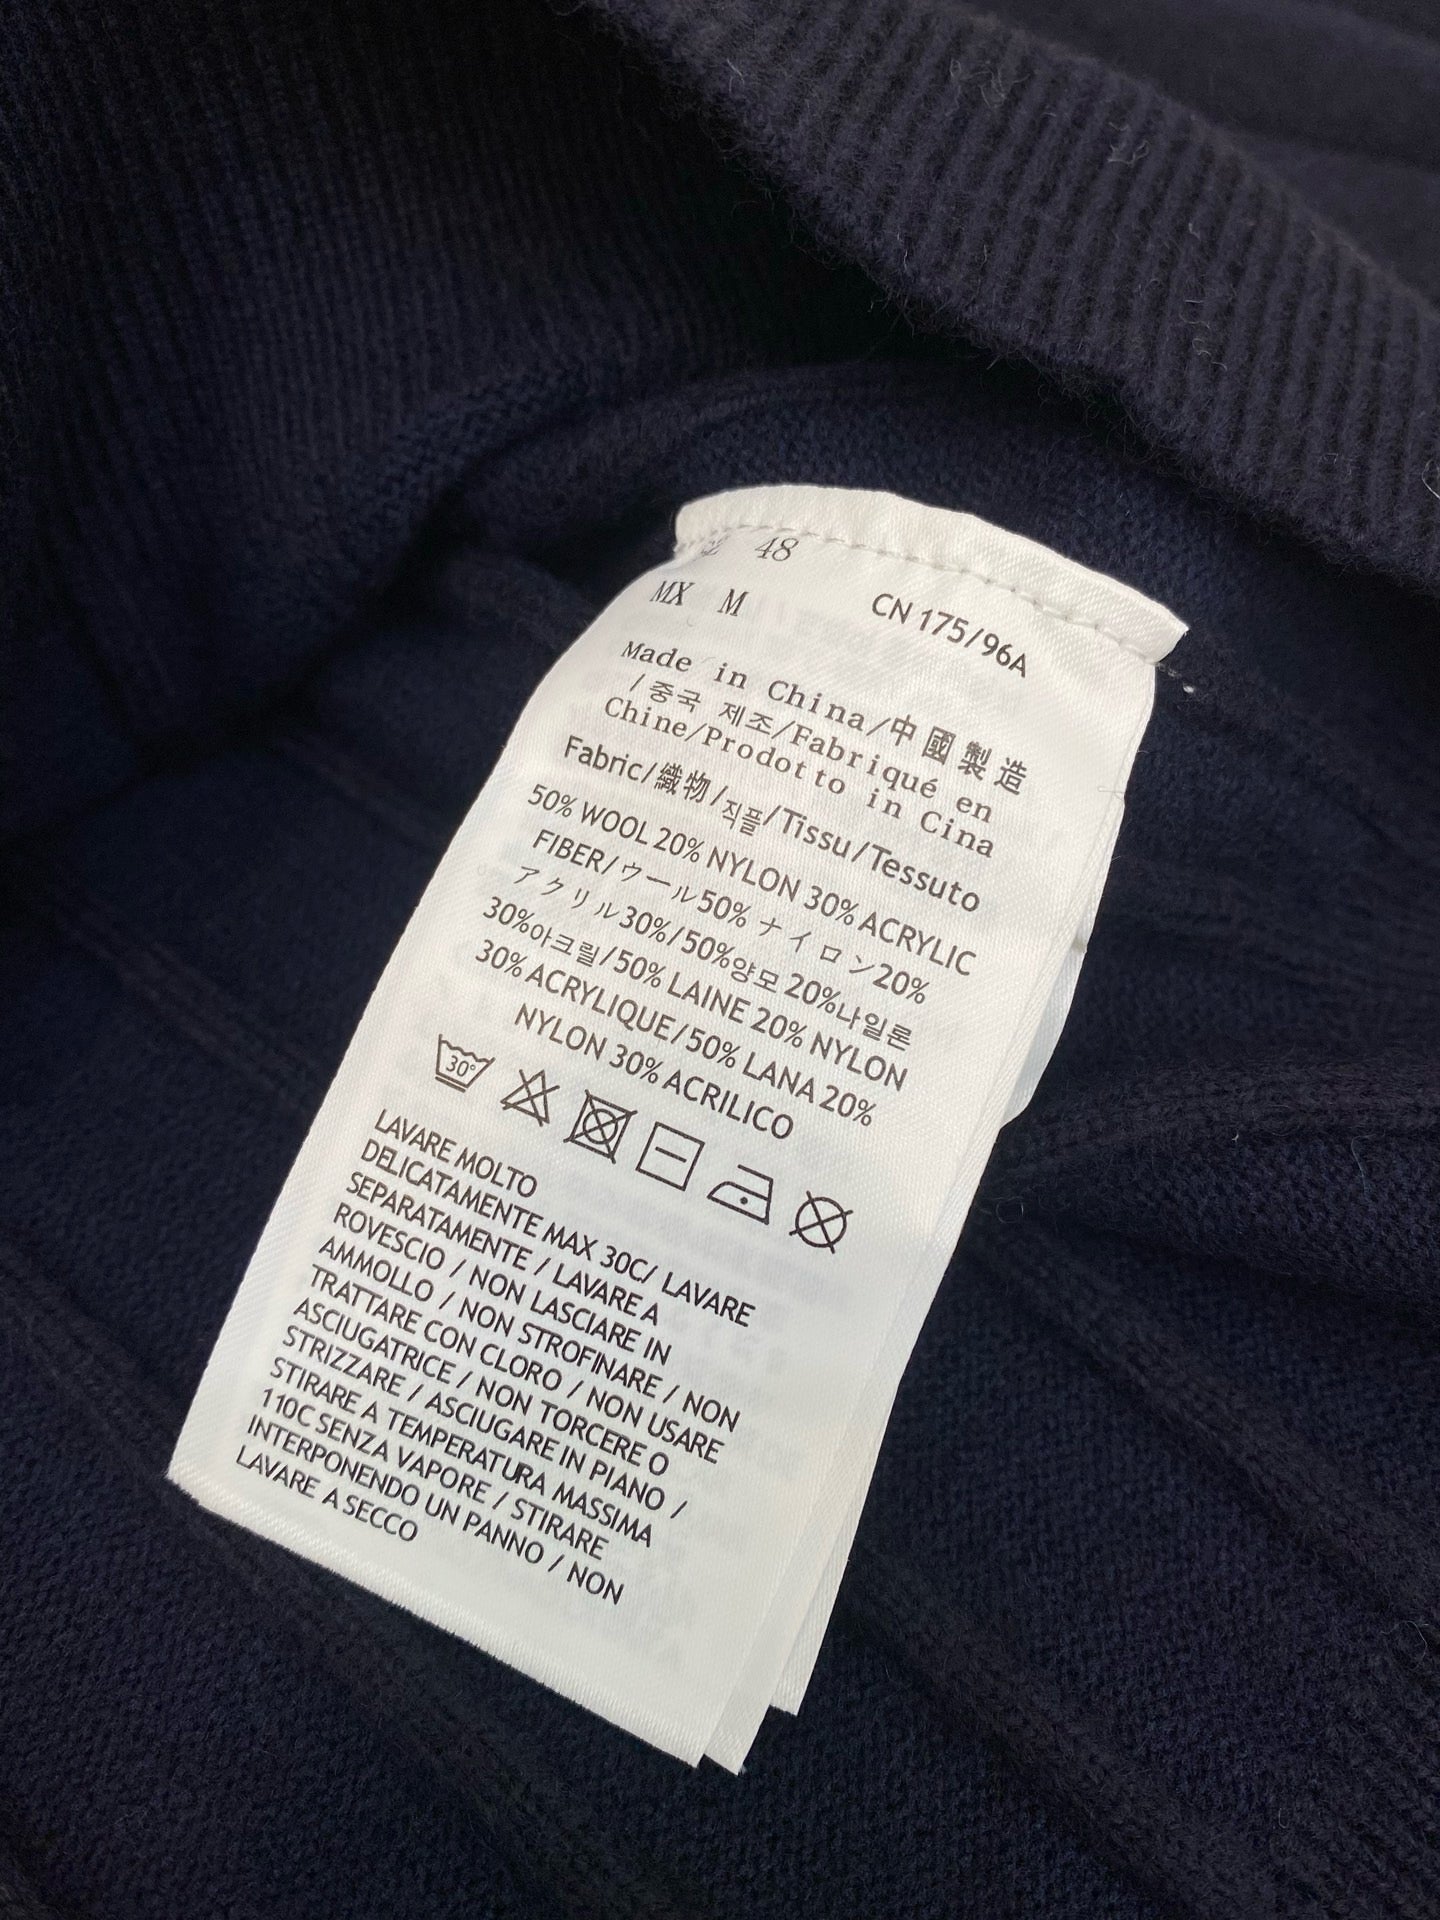 48
MX M
CN 175/96A
Made in China/中國製造
/중국 제조/Fabriqué en
Chine/Prodotto in Cina
Fabric/織物/직플/Tissu/Tessuto
50% WOOL 20% NYLON 30% ACRYLIC
FIBER/ウール50% ナイロン20%
アクリル30%/50%양모 20%나일론
30%아크릴/50% LAINE 20% NYLON
30% ACRYLIQUE/50% LANA 20%
NYLON 30% ACRILICO
30°
LAVARE MOLTO
DELICATAMENTE MAX 30C/ LAVARE
SEPARATAMENTE / LAVARE A
ROVESCIO / NON LASCIARE IN
AMMOLLO / NON STROFINARE / NON
TRATTARE CON CLORO / NON USARE
ASCIUGATRICE / NON TORCERE O
STRIZZARE / ASCIUGARE IN PIANO /
STIRARE A TEMPERATURA MASSIMA
110C SENZA VAPORE / STIRARE
INTERPONENDO UN PANNO / NON
LAVARE A SECCO